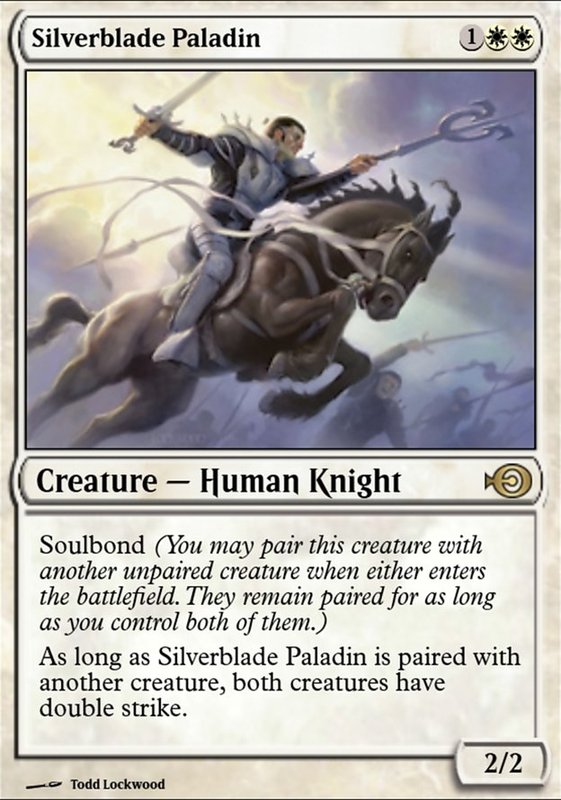 Silverblade Paladin 1
Creature — Human Knight
Soulbond (You may pair this creature with
another unpaired creature when either enters
the battlefield. They remain paired for as long
as you control both of them.)
As long as Silverblade Paladin is paired with
another creature, both creatures have
double strike.
2/2
Todd Lockwood